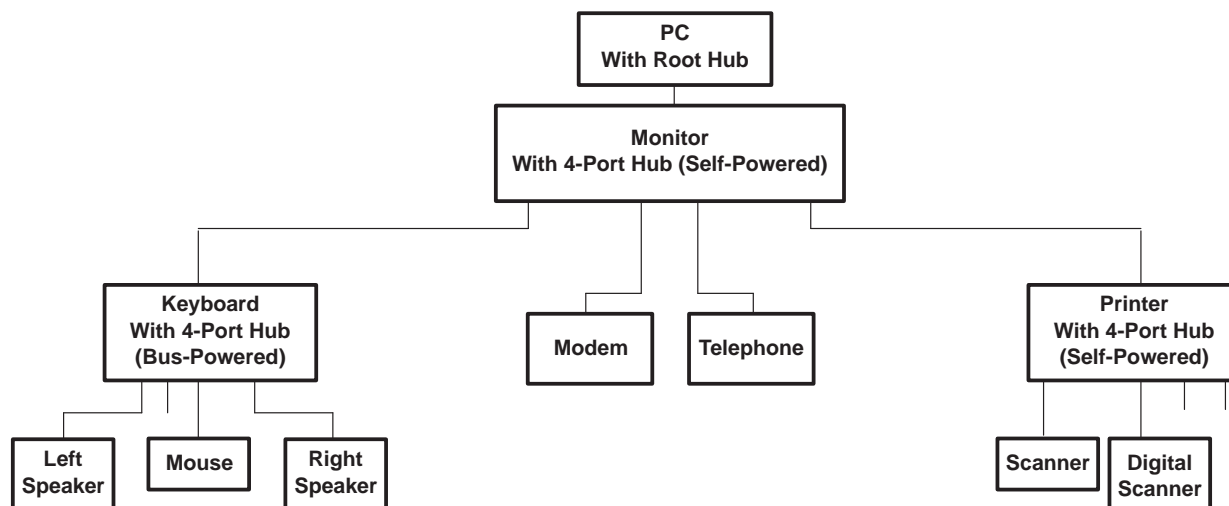 PC
With Root Hub
Monitor
With 4-Port Hub (Self-Powered)
Keyboard
With 4-Port Hub
(Bus-Powered)
Modem
Telephone
Printer
With 4-Port Hub
(Self-Powered)
Left
Speaker
Mouse
Right
Speaker
Scanner
Digital
Scanner